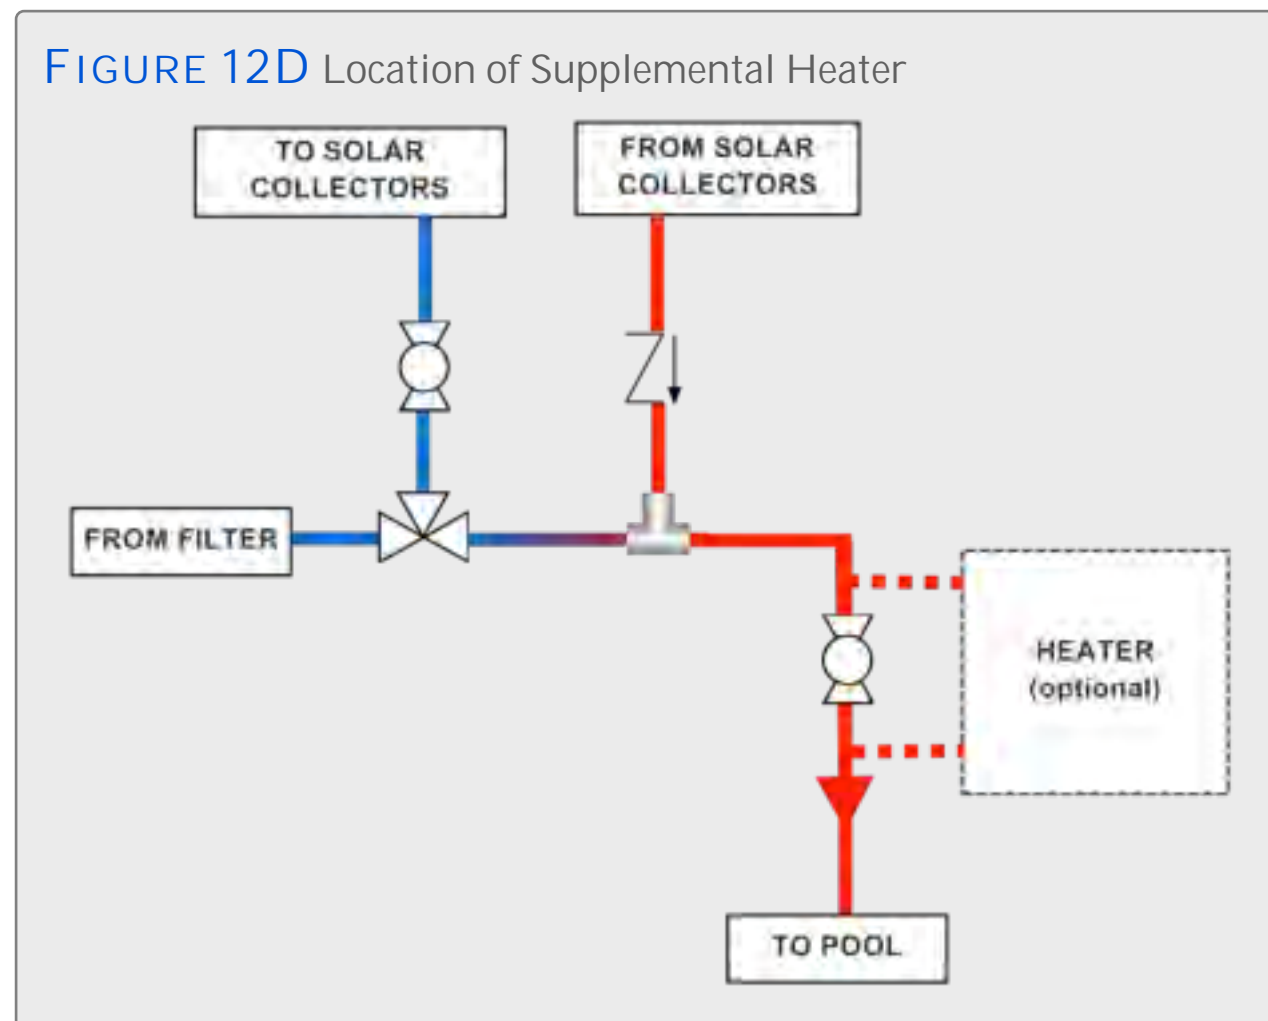 FIGURE 12D Location of Supplemental Heater
TO SOLAR
COLLECTORS
FROM SOLAR
COLLECTORS
FROM FILTER
HEATER
(optional)
TO POOL